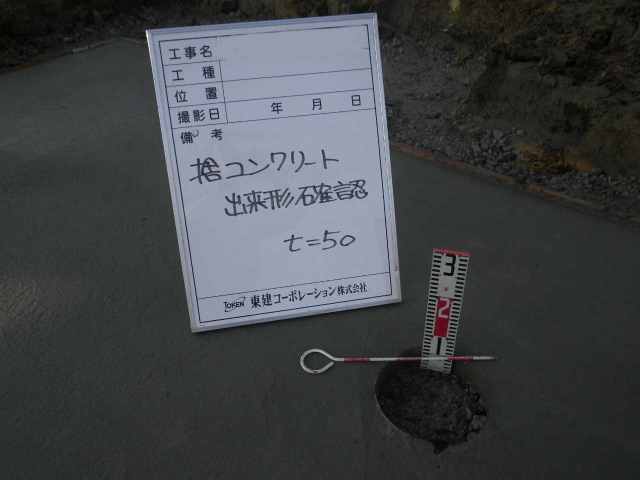 工事名
工種
位置
撮影日 年 月 日
備考
捨コンクリート
出来形確認
t=50
TOKEN 東建コーポレーション株式会社
3
2
1